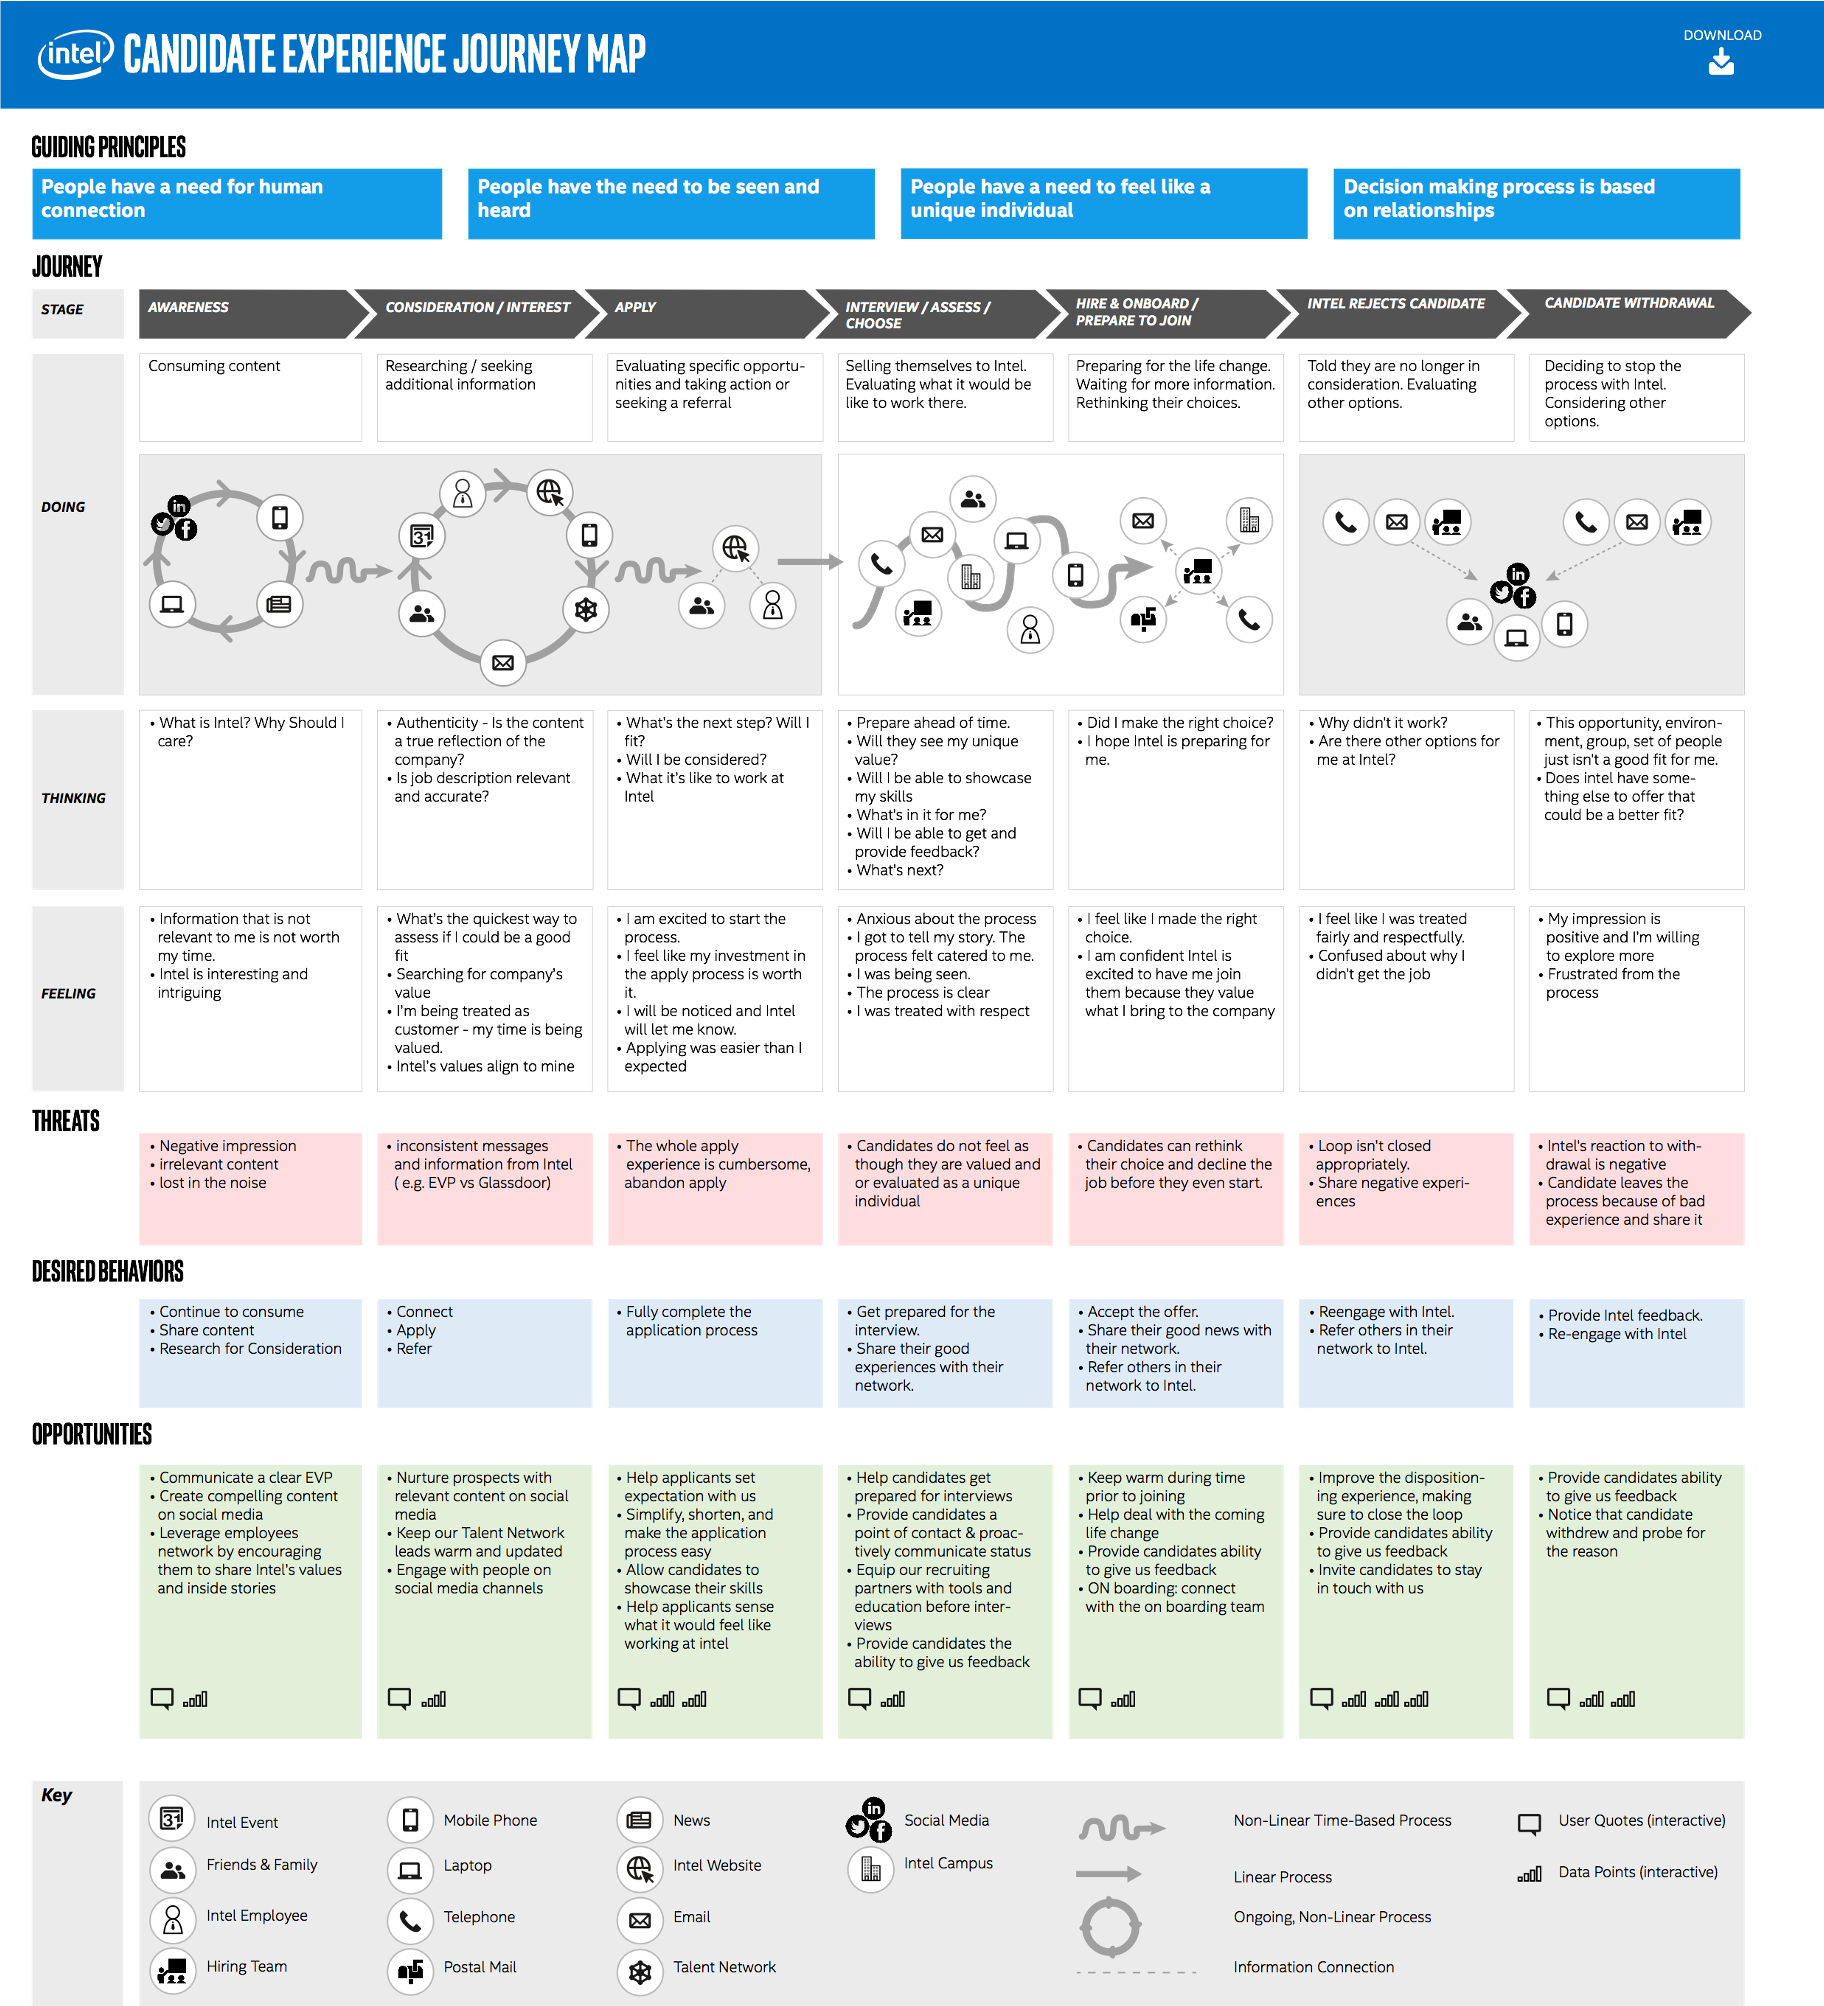 intel CANDIDATE EXPERIENCE JOURNEY MAP
DOWNLOAD
GUIDING PRINCIPLES
People have a need for human
connection
People have the need to be seen and
heard
People have a need to feel like a
unique individual
Decision making process is based
on relationships
JOURNEY
STAGE
AWARENESS
CONSIDERATION / INTEREST
APPLY
INTERVIEW / ASSESS /
CHOOSE
HIRE & ONBOARD /
PREPARE TO JOIN
INTEL REJECTS CANDIDATE
CANDIDATE WITHDRAWAL
DOING
Consuming content
Researching / seeking
additional information
Evaluating specific opportu-
nities and taking action or
seeking a referral
Selling themselves to Intel.
Evaluating what it would be
like to work there.
Preparing for the life change.
Waiting for more information.
Rethinking their choices.
Told they are no longer in
consideration. Evaluating
other options.
Deciding to stop the
process with Intel.
Considering other
options.
in
f
31
in
f
THINKING
• What is Intel? Why Should I
care?
• Authenticity - Is the content
a true reflection of the
company?
• Is job description relevant
and accurate?
• What's the next step? Will I
fit?
• Will I be considered?
• What it's like to work at
Intel
• Prepare ahead of time.
• Will they see my unique
value?
• Will I be able to showcase
my skills
• What's in it for me?
• Will I be able to get and
provide feedback?
• What's next?
• Did I make the right choice?
• I hope Intel is preparing for
me.
• Why didn't it work?
• Are there other options for
me at Intel?
• This opportunity, environ-
ment, group, set of people
just isn't a good fit for me.
• Does intel have some-
thing else to offer that
could be a better fit?
FEELING
• Information that is not
relevant to me is not worth
my time.
• Intel is interesting and
intriguing
• What's the quickest way to
assess if I could be a good
fit
• Searching for company's
value
• I'm being treated as
customer - my time is being
valued.
• Intel's values align to mine
• I am excited to start the
process.
• I feel like my investment in
the apply process is worth
it.
• I will be noticed and Intel
will let me know.
• Applying was easier than I
expected
• Anxious about the process
• I got to tell my story. The
process felt catered to me.
• I was being seen.
• The process is clear
• I was treated with respect
• I feel like I made the right
choice.
• I am confident Intel is
excited to have me join
them because they value
what I bring to the company
• I feel like I was treated
fairly and respectfully.
• Confused about why I
didn't get the job
• My impression is
positive and I'm willing
to explore more
• Frustrated from the
process
THREATS
• Negative impression
• irrelevant content
• lost in the noise
• inconsistent messages
and information from Intel
( e.g. EVP vs Glassdoor)
• The whole apply
experience is cumbersome,
abandon apply
• Candidates do not feel as
though they are valued and
or evaluated as a unique
individual
• Candidates can rethink
their choice and decline the
job before they even start.
• Loop isn't closed
appropriately.
• Share negative experi-
ences
• Intel's reaction to with-
drawal is negative
• Candidate leaves the
process because of bad
experience and share it
DESIRED BEHAVIORS
• Continue to consume
• Share content
• Research for Consideration
• Connect
• Apply
• Refer
• Fully complete the
application process
• Get prepared for the
interview.
• Share their good
experiences with their
network.
• Accept the offer.
• Share their good news with
their network.
• Refer others in their
network to Intel.
• Reengage with Intel.
• Refer others in their
network to Intel.
• Provide Intel feedback.
• Re-engage with Intel
OPPORTUNITIES
• Communicate a clear EVP
• Create compelling content
on social media
• Leverage employees
network by encouraging
them to share Intel's values
and inside stories
• Nurture prospects with
relevant content on social
media
• Keep our Talent Network
leads warm and updated
• Engage with people on
social media channels
• Help applicants set
expectation with us
• Simplify, shorten, and
make the application
process easy
• Allow candidates to
showcase their skills
• Help applicants sense
what it would feel like
working at intel
• Help candidates get
prepared for interviews
• Provide candidates a
point of contact & proac-
tively communicate status
• Equip our recruiting
partners with tools and
education before inter-
views
• Provide candidates the
ability to give us feedback
• Keep warm during time
prior to joining
• Help deal with the coming
life change
• Provide candidates ability
to give us feedback
• ON boarding: connect
with the on boarding team
• Improve the disposition-
ing experience, making
sure to close the loop
• Provide candidates ability
to give us feedback
• Invite candidates to stay
in touch with us
• Provide candidates ability
to give us feedback
• Notice that candidate
withdrew and probe for
the reason
Key
31 Intel Event
Friends & Family
Intel Employee
Hiring Team
Mobile Phone
Laptop
Telephone
Postal Mail
News
Intel Website
Email
Talent Network
in
f
Social Media
Intel Campus
Non-Linear Time-Based Process
Linear Process
Ongoing, Non-Linear Process
Information Connection
User Quotes (interactive)
Data Points (interactive)